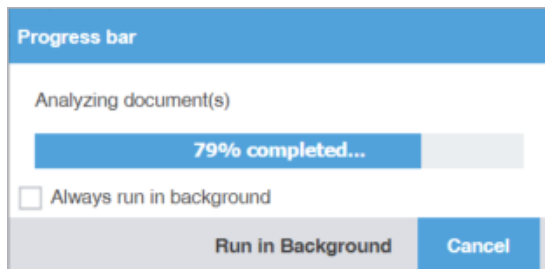 Progress bar
Analyzing document(s)
79% completed...
Always run in background
Run in Background Cancel